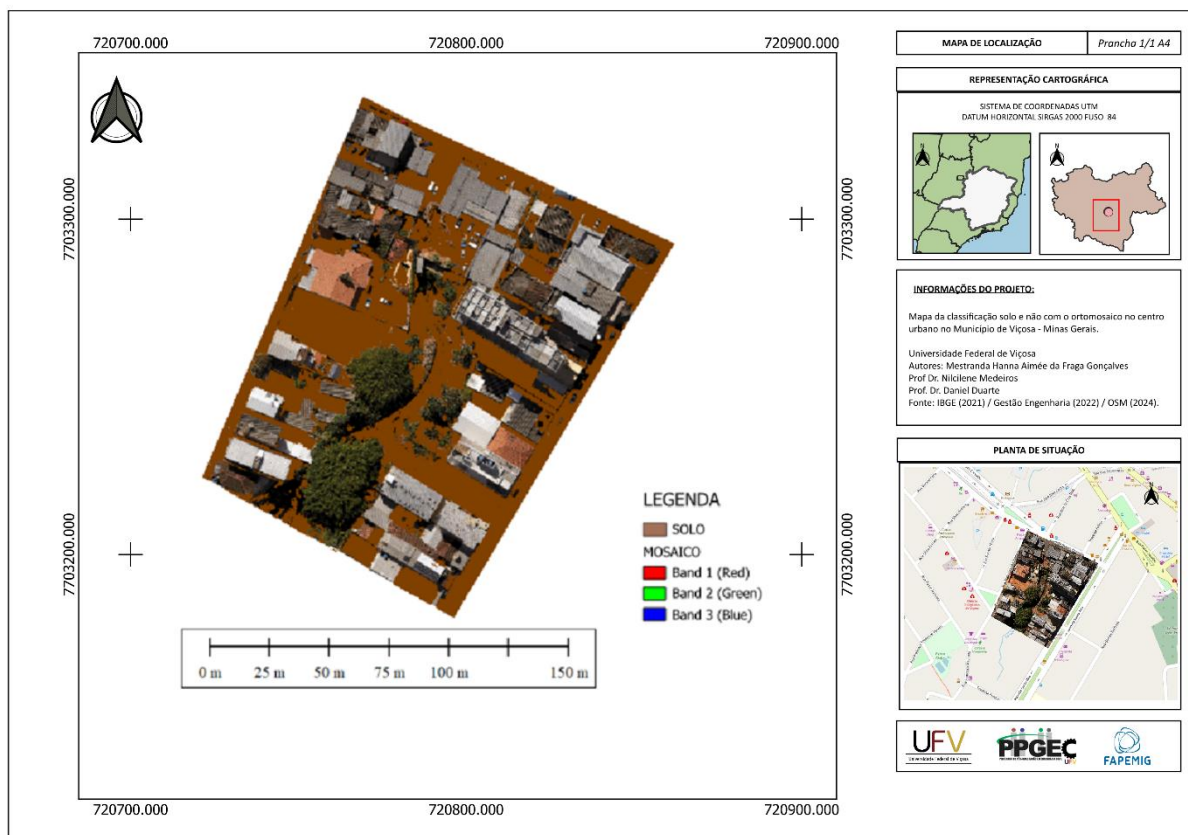 720700.000
720800.000
720900.000
7703300.000
7703300.000
7703200.000
7703200.000
LEGENDA
SOLO
MOSAICO
Band 1 (Red)
Band 2 (Green)
Band 3 (Blue)
0 m
25 m
50 m
75 m
100 m
150 m
720700.000
720800.000
720900.000
MAPA DE LOCALIZAÇÃO
Prancha 1/1 A4
REPRESENTAÇÃO CARTOGRÁFICA
SISTEMA DE COORDENADAS UTM
DATUM HORIZONTAL SIRGAS 2000 FUSO 84
N
N
INFORMAÇÕES DO PROJETO:
Mapa da classificação solo e não com o ortomosaico no centro
urbano no Município de Viçosa - Minas Gerais.
Universidade Federal de Viçosa
Autores: Mestranda Hanna Aimée da Fraga Gonçalves
Prof Dr. Nilcilene Medeiros
Prof. Dr. Daniel Duarte
Fonte: IBGE (2021) / Gestão Engenharia (2022) / OSM (2024).
PLANTA DE SITUAÇÃO
UFV
Universidade Federal de Viçosa
PPGEC
UFV
FAPEMIG